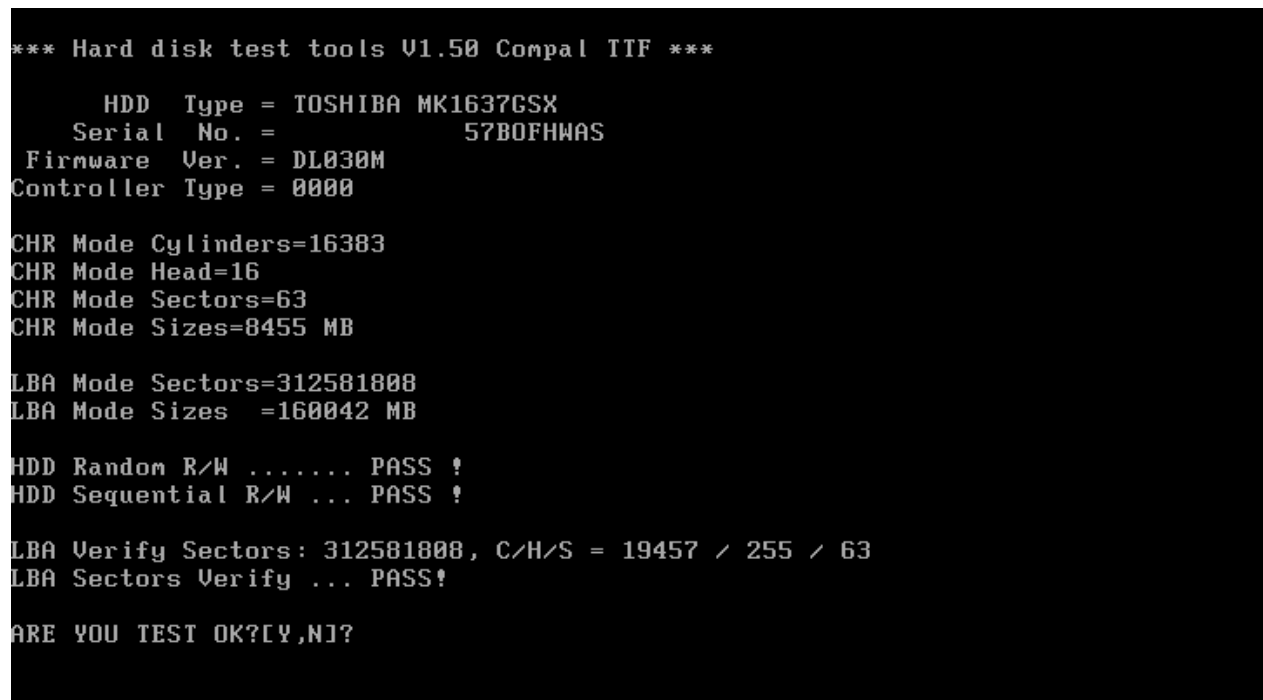 *** Hard disk test tools V1.50 Compal TTF ***
HDD Type = TOSHIBA MK1637GSX
Serial No. = 57BOFHWAS
Firmware Ver. = DL030M
Controller Type = 0000
CHR Mode Cylinders=16383
CHR Mode Head=16
CHR Mode Sectors=63
CHR Mode Sizes=8455 MB
LBA Mode Sectors=312581808
LBA Mode Sizes =160042 MB
HDD Random R/W ....... PASS !
HDD Sequential R/W ... PASS !
LBA Verify Sectors: 312581808, C/H/S = 19457 / 255 / 63
LBA Sectors Verify ... PASS!
ARE YOU TEST OK?[Y,N]?